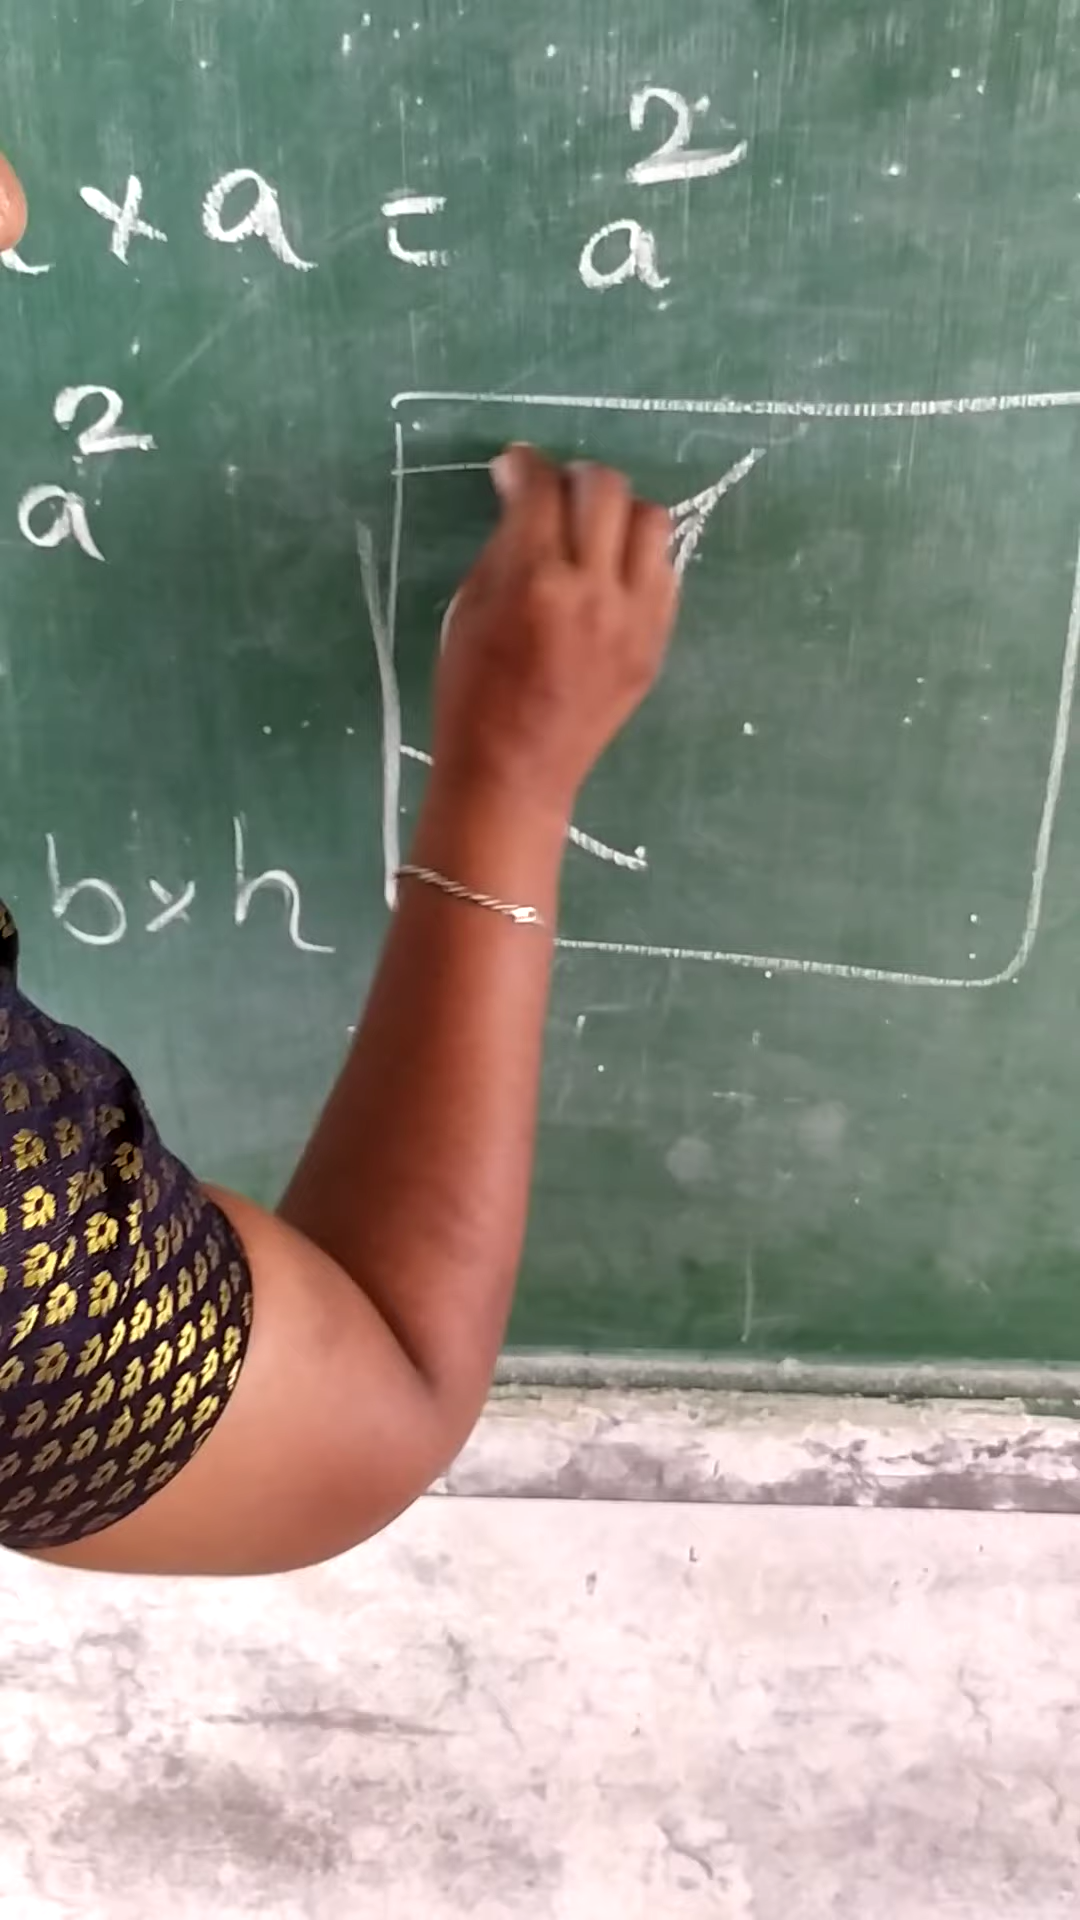 a × a = a²
a²
b×h